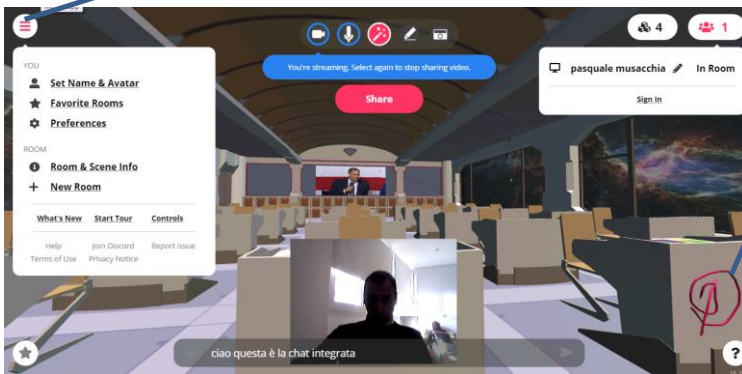 4
1
YOU
Set Name & Avatar
Favorite Rooms
Preferences
ROOM
Room & Scene Info
New Room
What's New Start Tour Controls
Help Join Discord Report Issue
Terms of Use Privacy Notice
You're streaming. Select again to stop sharing video.
Share
pasquale musacchia In Room
Sign In
ciao questa è la chat integrata
P
?